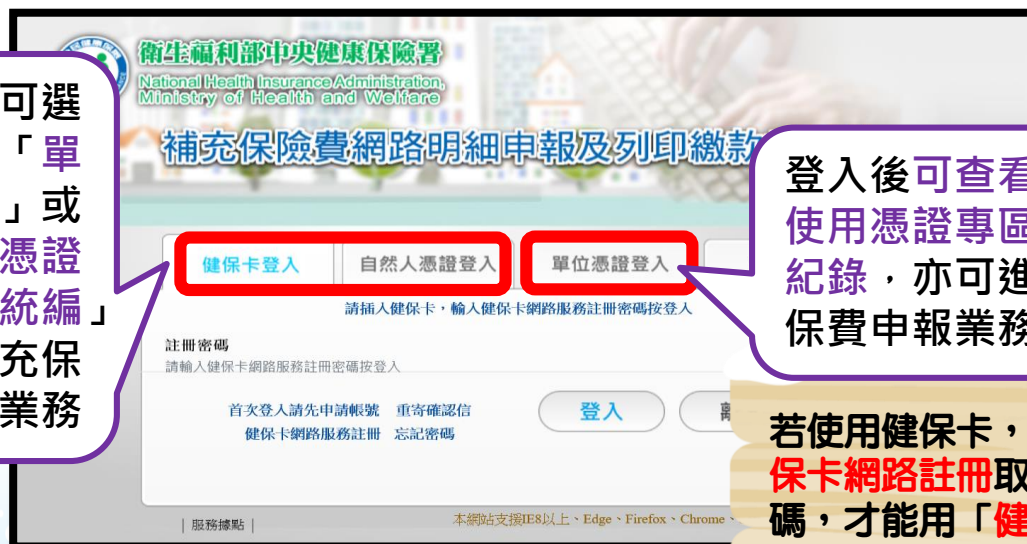 衛生福利部中央健康保險署
National Health Insurance Administration,
Ministry of Health and Welfare
補充保險費網路明細申報及列印繳款
可選
「單
」或
憑證
統編」
充保
業務
健保卡登入
自然人憑證登入
單位憑證登入
登入後可查看
使用憑證專區
紀錄，亦可進
保費申報業務
請插入健保卡，輸入健保卡網路服務註冊密碼按登入
註冊密碼
請輸入健保卡網路服務註冊密碼按登入
首次登入請先申請帳號 重寄確認信
健保卡網路服務註冊 忘記密碼
登入
若使用健保卡，
保卡網路註冊取
碼，才能用「健
| 服務據點 |
本網站支援IE8以上、Edge、Firefox、Chrome、